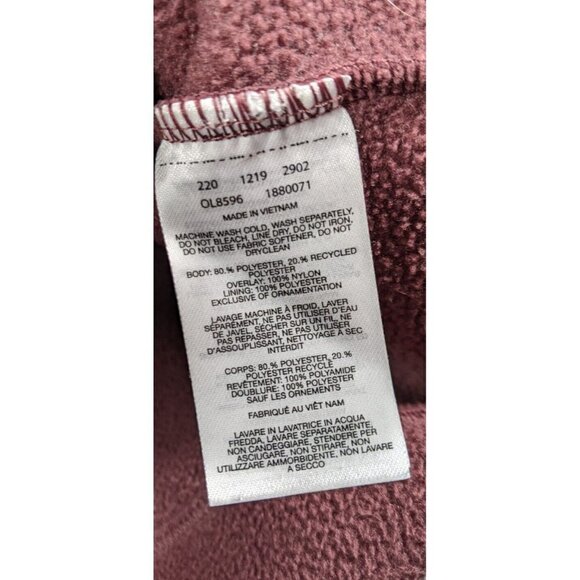 220 1219 2902
OL8596 1880071
MADE IN VIETNAM
MACHINE WASH COLD, WASH SEPARATELY,
DO NOT BLEACH, LINE DRY, DO NOT IRON,
DO NOT USE FABRIC SOFTENER, DO NOT
DRYCLEAN
BODY: 80.% POLYESTER, 20.% RECYCLED
POLYESTER
OVERLAY: 100% NYLON
LINING: 100% POLYESTER
EXCLUSIVE OF ORNAMENTATION
LAVAGE MACHINE À FROID, LAVER
SÉPARÉMENT, NE PAS UTILISER D'EAU
DE JAVEL, SÉCHER SUR UN FIL, NE
PAS REPASSER, NE PAS UTILISER
D'ASSOUPLISSANT, NETTOYAGE À SEC
INTERDIT
CORPS: 80.% POLYESTER, 20.%
POLYESTER RECYCLÉ
REVÊTEMENT: 100% POLYAMIDE
DOUBLURE: 100% POLYESTER
SAUF LES ORNEMENTS
FABRIQUÉ AU VIÊT NAM
LAVARE IN LAVATRICE IN ACQUA
FREDDA, LAVARE SEPARATAMENTE,
NON CANDEGGIARE, STENDERE PER
ASCIUGARE, NON STIRARE, NON
UTILIZZARE AMMORBIDENTE, NON LAVARE
A SECCO